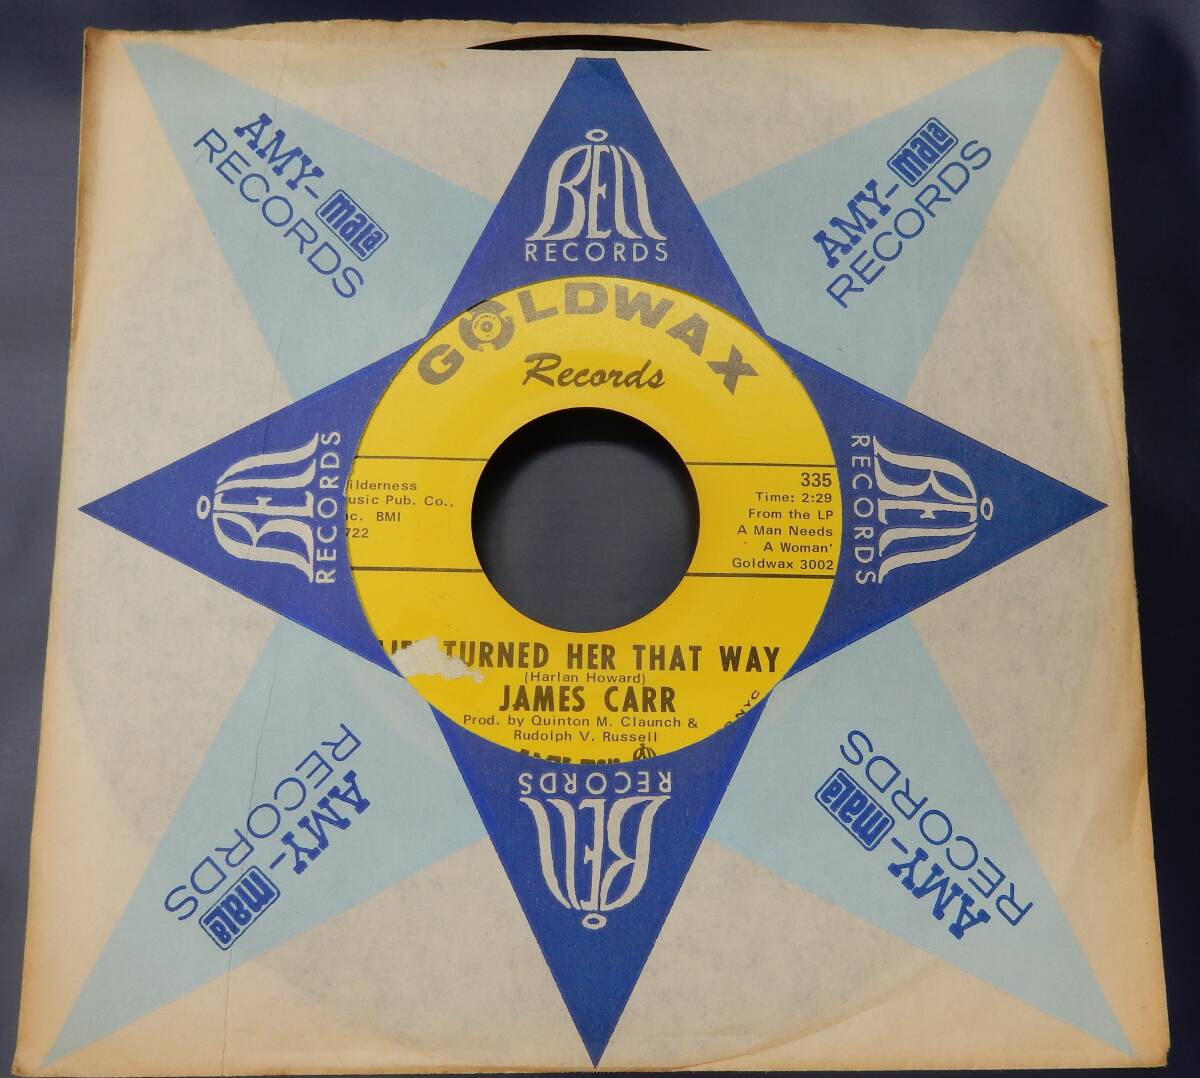 AMY-mala
RECORDS
BELL
RECORDS
AMY-mala
RECORDS
GOLDWAX
Records
BELL
RECORDS
ilderness
usic Pub. Co.,
c. BMI
722
335
Time: 2:29
From the LP
A Man Needs
A Woman'
Goldwax 3002
BELL
RECORDS
TURNED HER THAT WAY
(Harlan Howard)
JAMES CARR
Prod. by Quinton M. Claunch &
Rudolph V. Russell
NYC
AMY-mala
RECORDS
BELL
RECORDS
AMY-mala
RECORDS